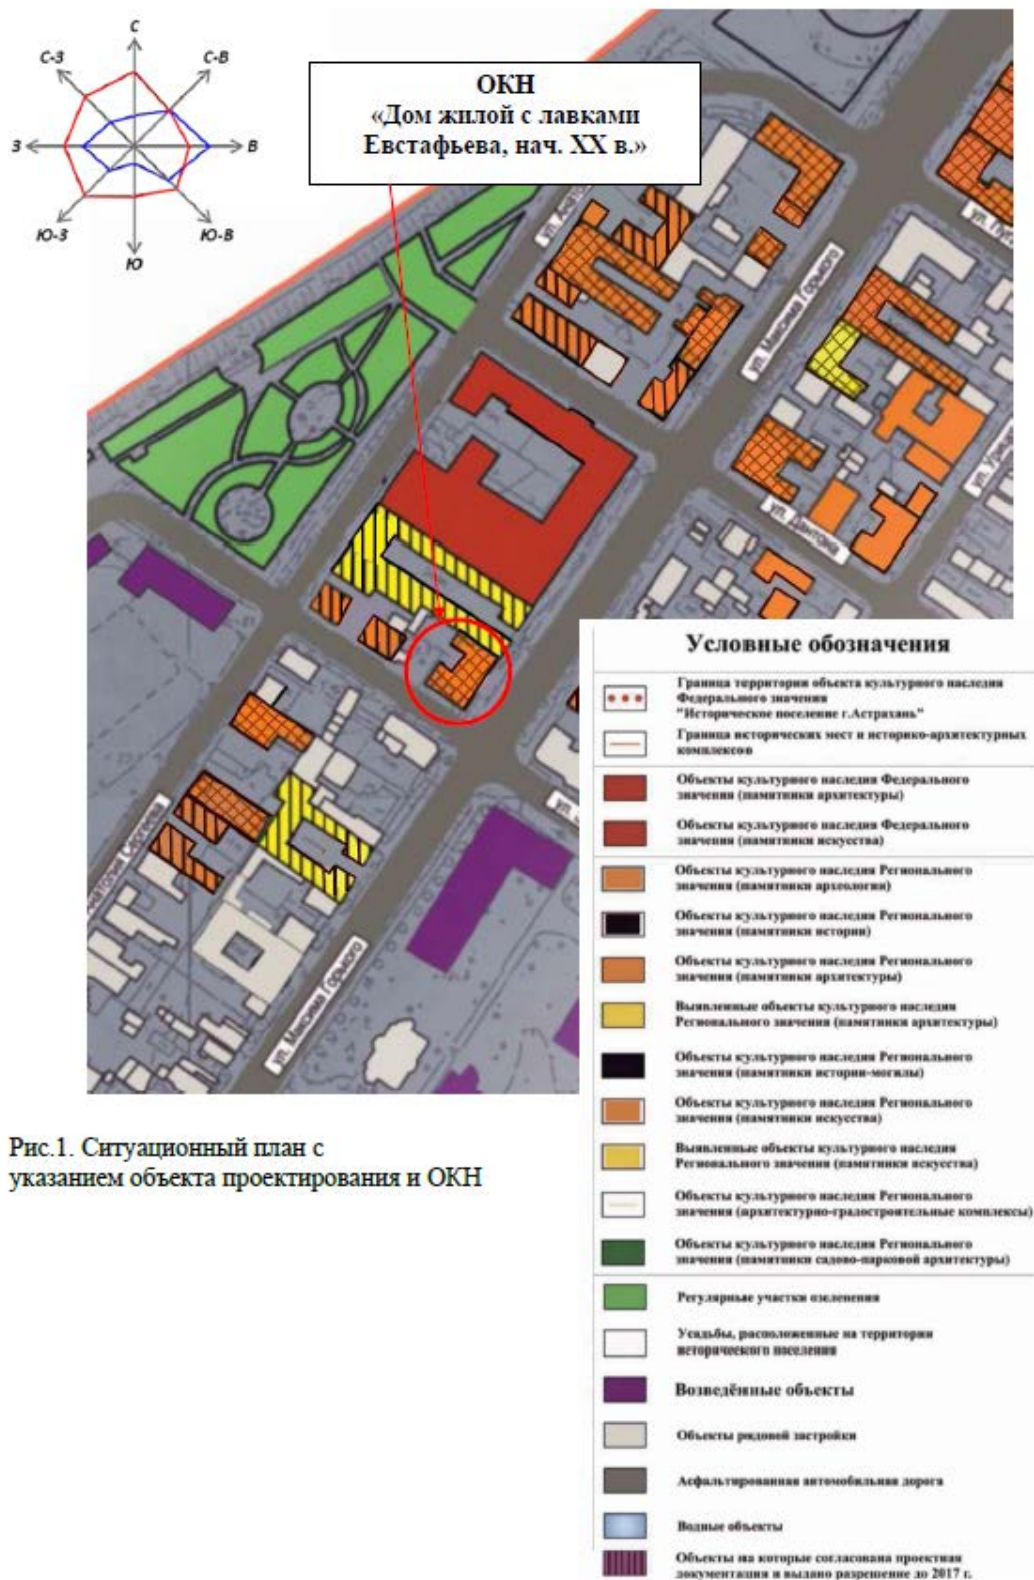 С
С-З
С-В
З
В
Ю-З
Ю-В
Ю
ОКН
«Дом жилой с лавками
Евстафьева, нач. XX в.»
ул. Максима Горького
ул. Дантона
ул. Максима Горького
Условные обозначения
Граница территории объекта культурного наследия
Федерального значения
"Историческое поселение г.Астрахань"
Граница исторических мест и историко-архитектурных
комплексов
Объекты культурного наследия Федерального
значения (памятники архитектуры)
Объекты культурного наследия Федерального
значения (памятники искусства)
Объекты культурного наследия Регионального
значения (памятники археологии)
Объекты культурного наследия Регионального
значения (памятники истории)
Объекты культурного наследия Регионального
значения (памятники архитектуры)
Выявленные объекты культурного наследия
Регионального значения (памятники архитектуры)
Объекты культурного наследия Регионального
значения (памятники истории-могилы)
Объекты культурного наследия Регионального
значения (памятники искусства)
Выявленные объекты культурного наследия
Регионального значения (памятники искусства)
Объекты культурного наследия Регионального
значения (архитектурно-градостроительные комплексы)
Объекты культурного наследия Регионального
значения (памятники садово-парковой архитектуры)
Регулярные участки озеленения
Усадьбы, расположенные на территории
исторического поселения
Возведённые объекты
Объекты рядовой застройки
Асфальтированная автомобильная дорога
Водные объекты
Объекты на которые согласована проектная
документация и выдано разрешение до 2017 г.
Рис.1. Ситуационный план с
указанием объекта проектирования и ОКН